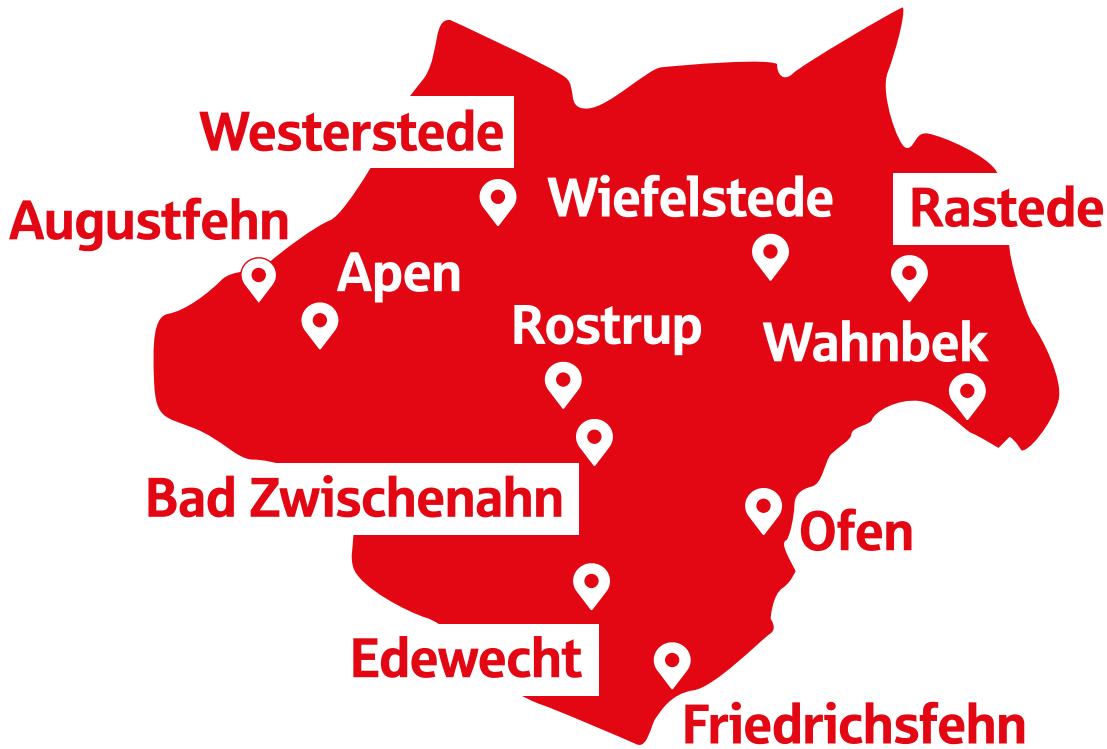 Westerstede
Wiefelstede
Rastede
Augustfehn
Apen
Rostrup
Wahnbek
Bad Zwischenahn
Ofen
Edewecht
Friedrichsfehn